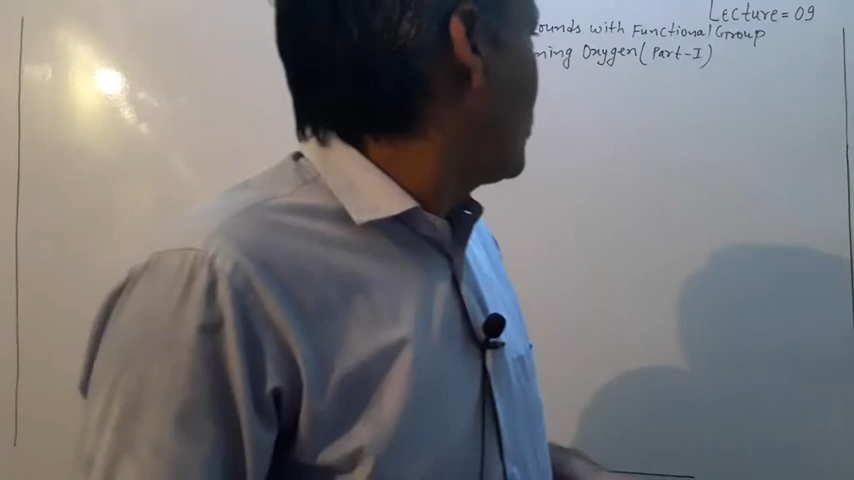 Lecture=09
ounds with Functional Group
ning Oxygen(Part-I)